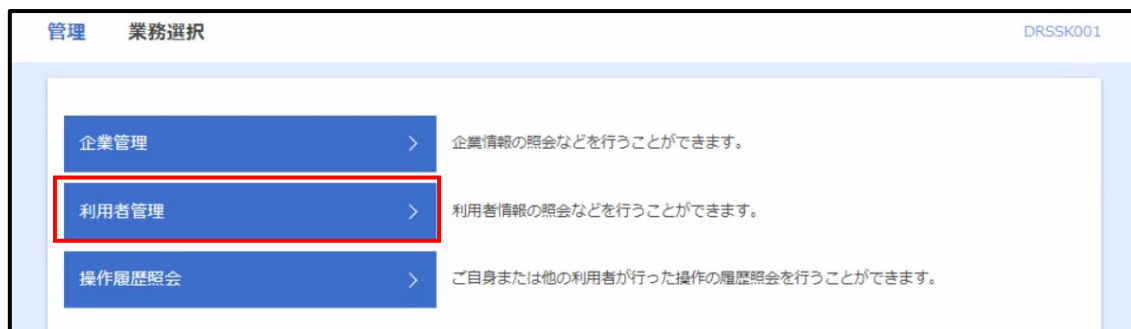 管理 業務選択 DRSSK001
企業管理 企業情報の照会などを行うことができます。
利用者管理 利用者情報の照会などを行うことができます。
操作履歴照会 ご自身または他の利用者が行った操作の履歴照会を行うことができます。